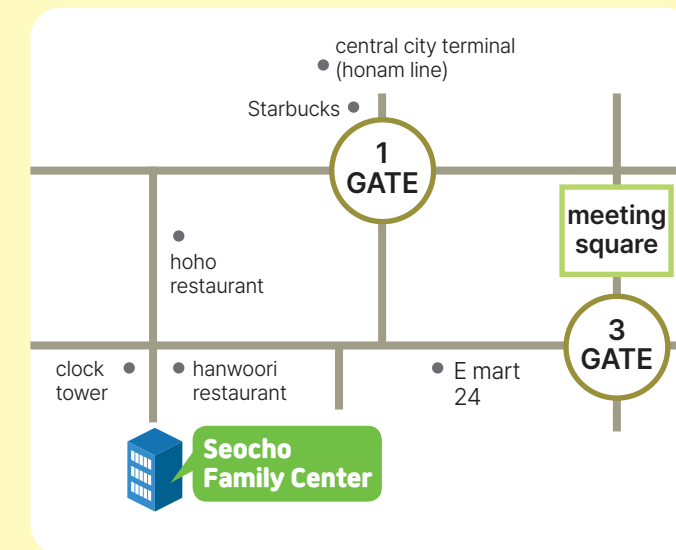 central city terminal
(honam line)
Starbucks
1
GATE
meeting
square
hoho
restaurant
3
GATE
clock
tower
hanwoori
restaurant
E mart
24
Seocho
Family Center